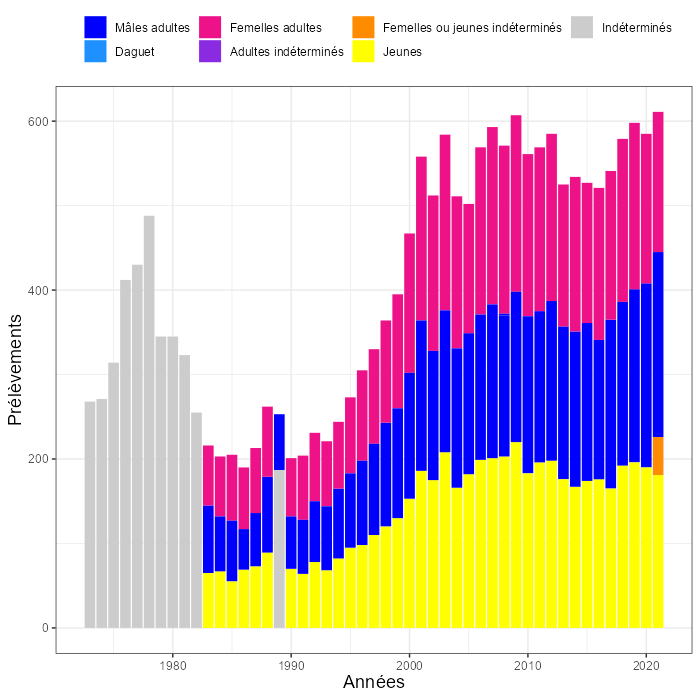 Mâles adultes Femelles adultes Femelles ou jeunes indéterminés Indéterminés
Daguet Adultes indéterminés Jeunes
600
400
200
0
Prélèvements
1980 1990 2000 2010 2020
Années